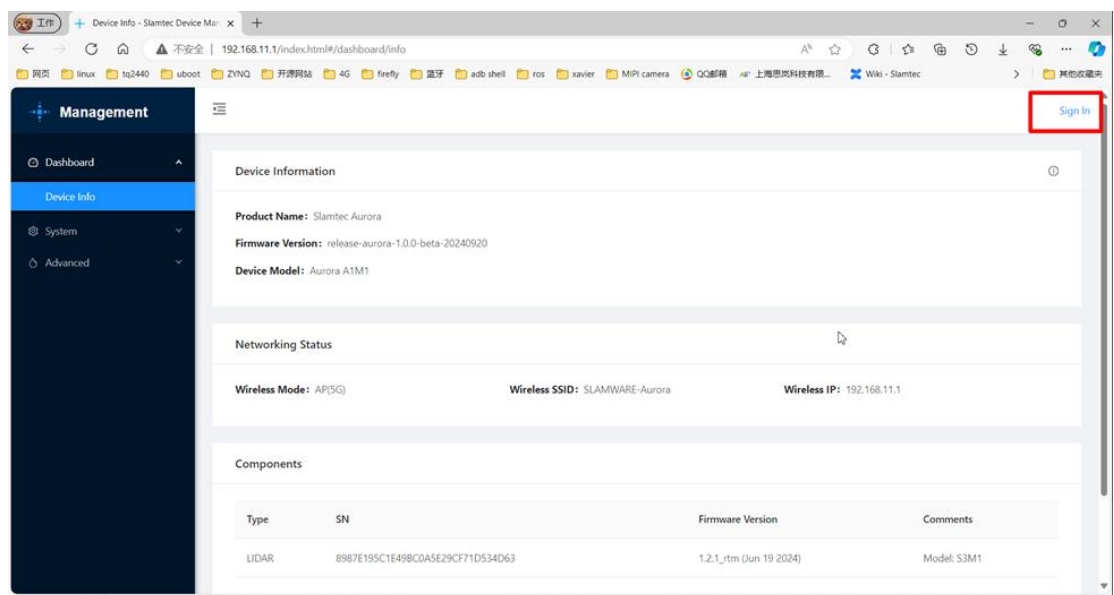 工作 Device Info - Slamtec Device Ma
不安全 192.168.11.1/index.html#/dashboard/info
网页 linux tq2440 uboot ZYNQ 开源网站 4G firefly 蓝牙 adb shell ros xavier MIPI camera QQ邮箱 上海思岚科技有限... Wiki - Slamtec 其他收藏夹
Management
Sign In
Dashboard
Device Info
System
Advanced
Device Information
Product Name: Slamtec Aurora
Firmware Version: release-aurora-1.0.0-beta-20240920
Device Model: Aurora A1M1
Networking Status
Wireless Mode: AP(5G) Wireless SSID: SLAMWARE-Aurora Wireless IP: 192.168.11.1
Components
Type SN Firmware Version Comments
LIDAR 8987E195C1E49BC0A5E29CF71D534D63 1.2.1_rtm (Jun 19 2024) Model: S3M1